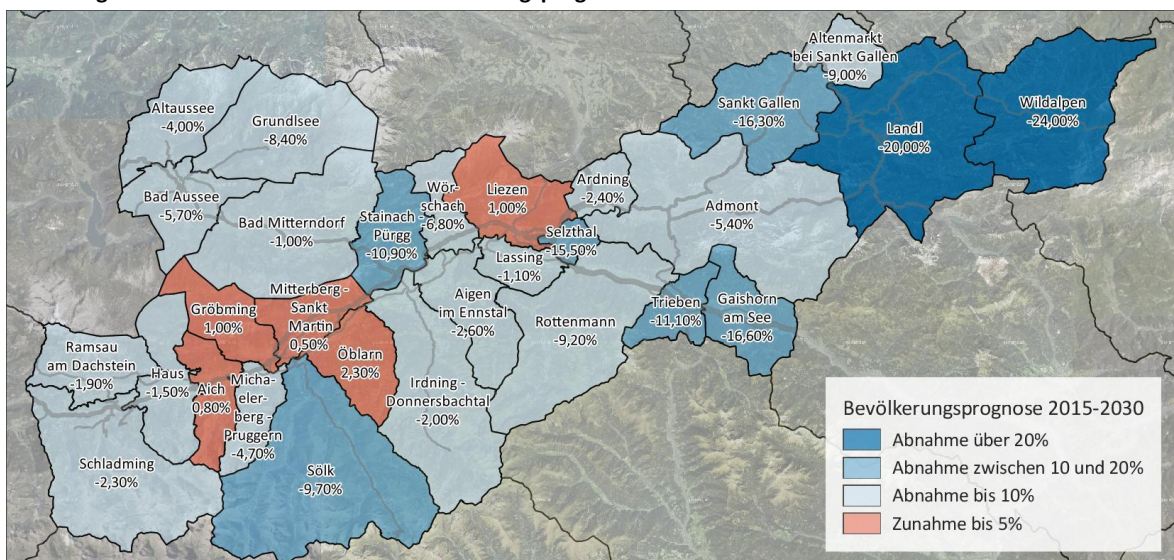 Altenmarkt
bei Sankt Gallen
-9,00%
Altaussee
-4,00%
Grundlsee
-8,40%
Sankt Gallen
-16,30%
Landl
-20,00%
Wildalpen
-24,00%
Bad Aussee
-5,70%
Bad Mitterndorf
-1,00%
Stainach -
Pürgg
-10,90%
Wör-
schach
-6,80%
Liezen
1,00%
Ardning
-2,40%
Selzthal
-15,50%
Admont
-5,40%
Lassing
-1,10%
Gröbming
1,00%
Mitterberg -
Sankt
Martin
0,50%
Öblarn
2,30%
Aigen
im Ennstal
-2,60%
Rottenmann
-9,20%
Trieben
-11,10%
Gaishorn
am See
-16,60%
Ramsau
am Dachstein
-1,90%
Haus
-1,50%
Aich
0,80%
Micha-
elerberg -
Pruggern
-4,70%
Irdning -
Donnersbachtal
-2,00%
Schladming
-2,30%
Sölk
-9,70%
Bevölkerungsprognose 2015-2030
Abnahme über 20%
Abnahme zwischen 10 und 20%
Abnahme bis 10%
Zunahme bis 5%